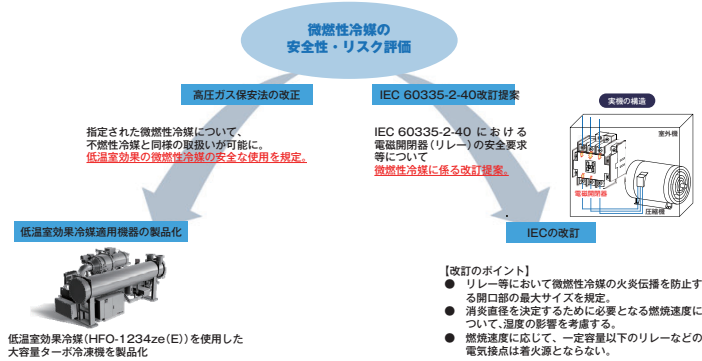 微燃性冷媒の
安全性・リスク評価
高圧ガス保安法の改正
IEC 60335-2-40改訂提案
指定された微燃性冷媒について、
不燃性冷媒と同様の取扱いが可能に。
低温室効果の微燃性冷媒の安全な使用を規定。
IEC 60335-2-40 における
電磁開閉器（リレー）の安全要求
等について
微燃性冷媒に係る改訂提案。
実機の構造
室外機
電磁開閉器
圧縮機
低温室効果冷媒適用機器の製品化
IECの改訂
低温室効果冷媒（HFO-1234ze（E））を使用した
大容量ターボ冷凍機を製品化
【改訂のポイント】
● リレー等において微燃性冷媒の火炎伝播を防止す
る開口部の最大サイズを規定。
● 消炎直径を決定するために必要となる燃焼速度に
ついて、湿度の影響を考慮する。
● 燃焼速度に応じて、一定容量以下のリレーなどの
電気接点は着火源とならない。